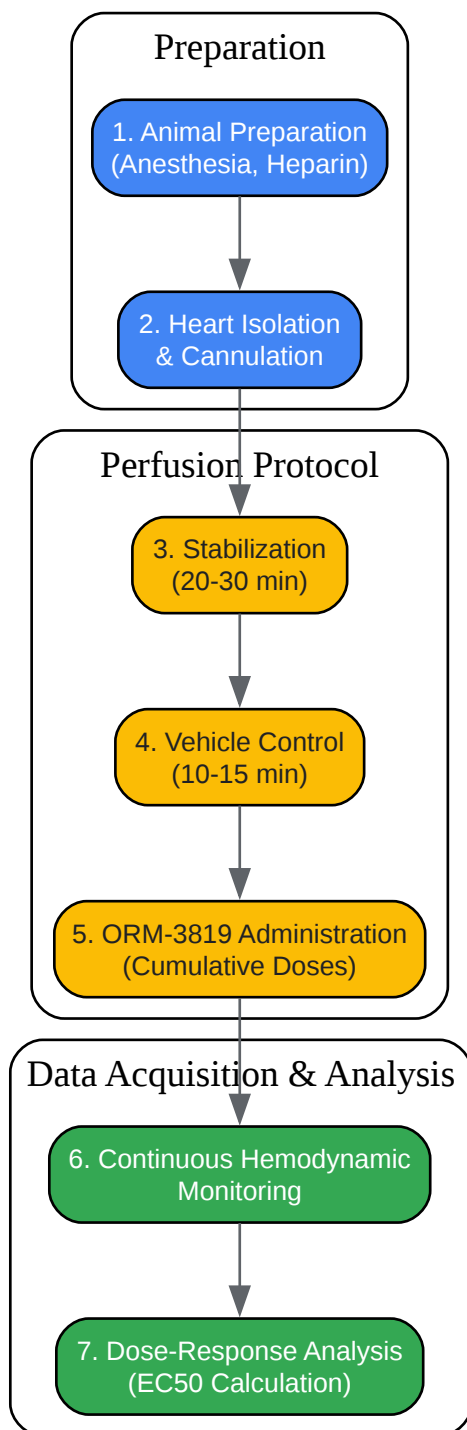 Preparation
1. Animal Preparation
(Anesthesia, Heparin)
2. Heart Isolation
& Cannulation
Perfusion Protocol
3. Stabilization
(20-30 min)
4. Vehicle Control
(10-15 min)
5. ORM-3819 Administration
(Cumulative Doses)
Data Acquisition & Analysis
6. Continuous Hemodynamic
Monitoring
7. Dose-Response Analysis
(EC50 Calculation)